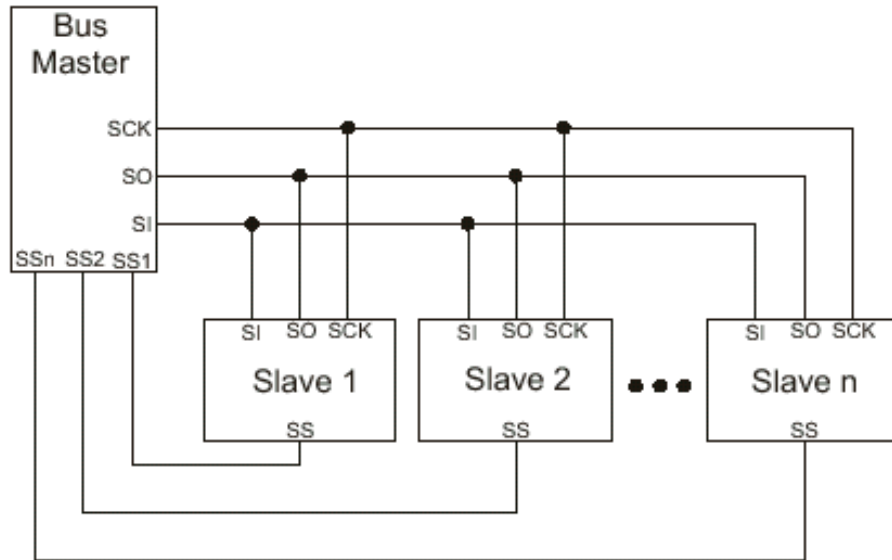 Bus
Master
SCK
SO
SI
SSn SS2 SS1
SI SO SCK
SI SO SCK
SI SO SCK
Slave 1
Slave 2
Slave n
SS
SS
SS